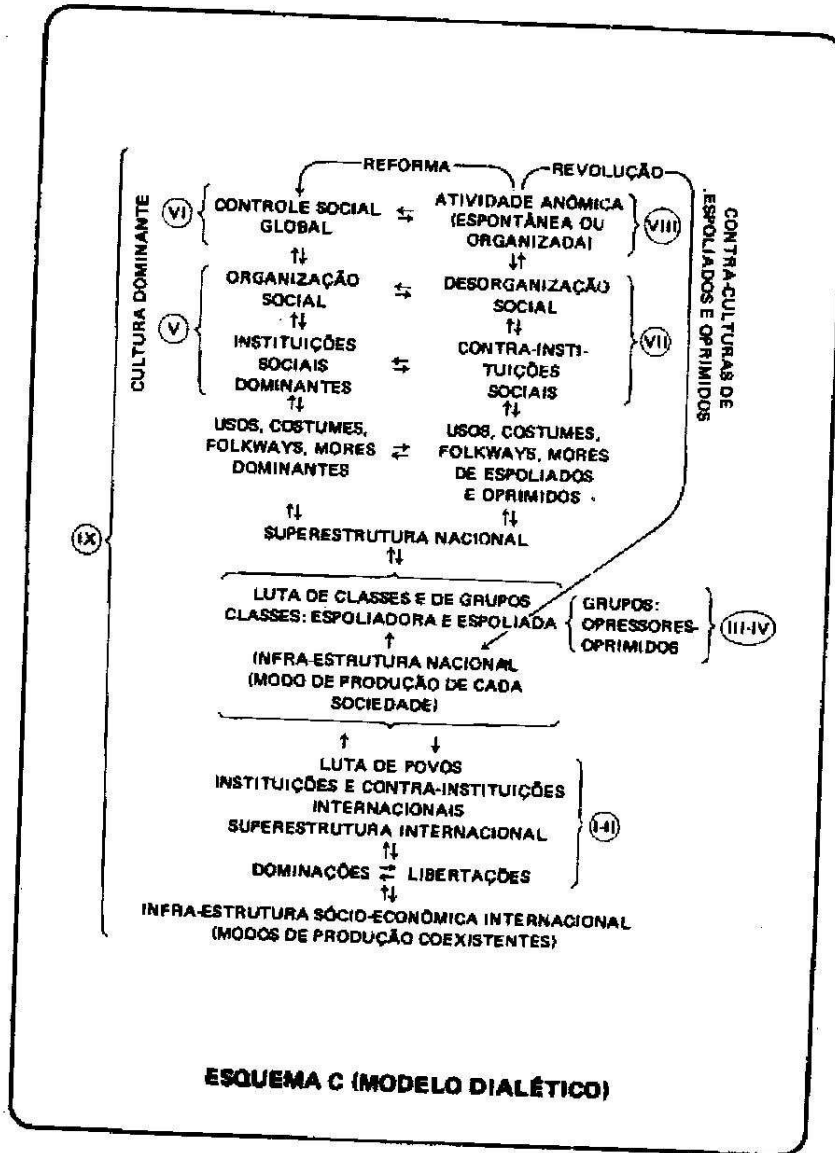 REFORMA
REVOLUÇÃO
CULTURA DOMINANTE
VI
CONTROLE SOCIAL
GLOBAL
⇆
ATIVIDADE ANÔMICA
(ESPONTÂNEA OU
ORGANIZADA)
VIII
CONTRA-CULTURAS DE
ESPOLIADOS E OPRIMIDOS
↑↓
↓↑
V
ORGANIZAÇÃO
SOCIAL
⇆
DESORGANIZAÇÃO
SOCIAL
VII
↑↓
↑↓
INSTITUIÇÕES
SOCIAIS
DOMINANTES
⇆
CONTRA-INSTI-
TUIÇÕES
SOCIAIS
↑↓
↑↓
USOS, COSTUMES,
FOLKWAYS, MORES
DOMINANTES
⇄
USOS, COSTUMES,
FOLKWAYS, MORES
DE ESPOLIADOS
E OPRIMIDOS
↑↓
↑↓
SUPERESTRUTURA NACIONAL
↑↓
IX
LUTA DE CLASSES E DE GRUPOS
CLASSES: ESPOLIADORA E ESPOLIADA
GRUPOS:
OPRESSORES-
OPRIMIDOS
III-IV
↑
INFRA-ESTRUTURA NACIONAL
(MODO DE PRODUÇÃO DE CADA
SOCIEDADE)
↑ ↓
LUTA DE POVOS
INSTITUIÇÕES E CONTRA-INSTITUIÇÕES
INTERNACIONAIS
SUPERESTRUTURA INTERNACIONAL
I-II
↑↓
DOMINAÇÕES ⇄ LIBERTAÇÕES
↑↓
INFRA-ESTRUTURA SÓCIO-ECONÔMICA INTERNACIONAL
(MODOS DE PRODUÇÃO COEXISTENTES)
ESQUEMA C (MODELO DIALÉTICO)